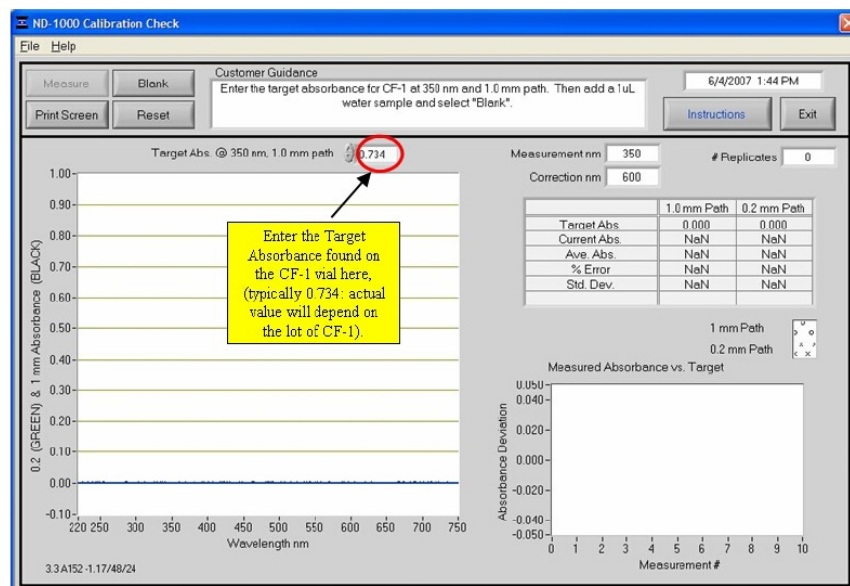 ND-1000 Calibration Check
File Help
Measure
Blank
Print Screen
Reset
Customer Guidance
Enter the target absorbance for CF-1 at 350 nm and 1.0 mm path. Then add a 1uL
water sample and select "Blank".
6/4/2007 1:44 PM
Instructions
Exit
Target Abs. @ 350 nm, 1.0 mm path 0.734
Measurement nm 350
# Replicates 0
Correction nm 600
1.0 mm Path 0.2 mm Path
Target Abs. 0.000 0.000
Current Abs. NaN NaN
Ave. Abs. NaN NaN
% Error NaN NaN
Std. Dev. NaN NaN
1 mm Path
0.2 mm Path
Enter the Target
Absorbance found on
the CF-1 vial here,
(typically 0.734: actual
value will depend on
the lot of CF-1).
0.2 (GREEN) & 1 mm Absorbance (BLACK)
1.00
0.90
0.80
0.70
0.60
0.50
0.40
0.30
0.20
0.10
0.00
-0.10
220 250 300 350 400 450 500 550 600 650 700 750
Wavelength nm
Measured Absorbance vs. Target
Absorbance Deviation
0.050
0.040
0.020
0.000
-0.020
-0.040
-0.050
0 1 2 3 4 5 6 7 8 9 10
Measurement #
3.3 A152 -1.17/48/24